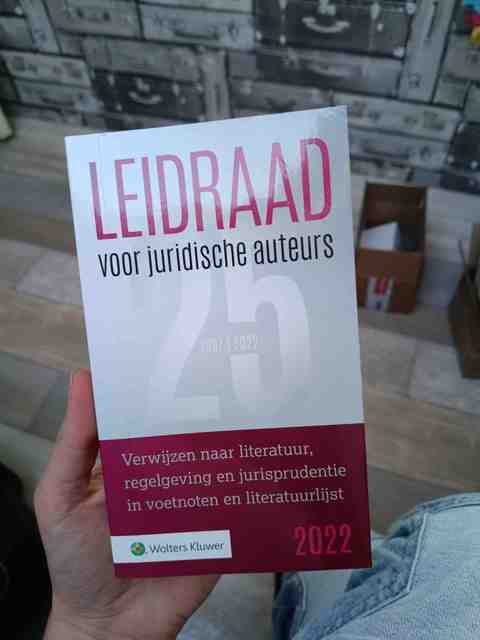 LEIDRAAD
voor juridische auteurs
25
1997 | 2022
Verwijzen naar literatuur,
regelgeving en jurisprudentie
in voetnoten en literatuurlijst
Wolters Kluwer
2022